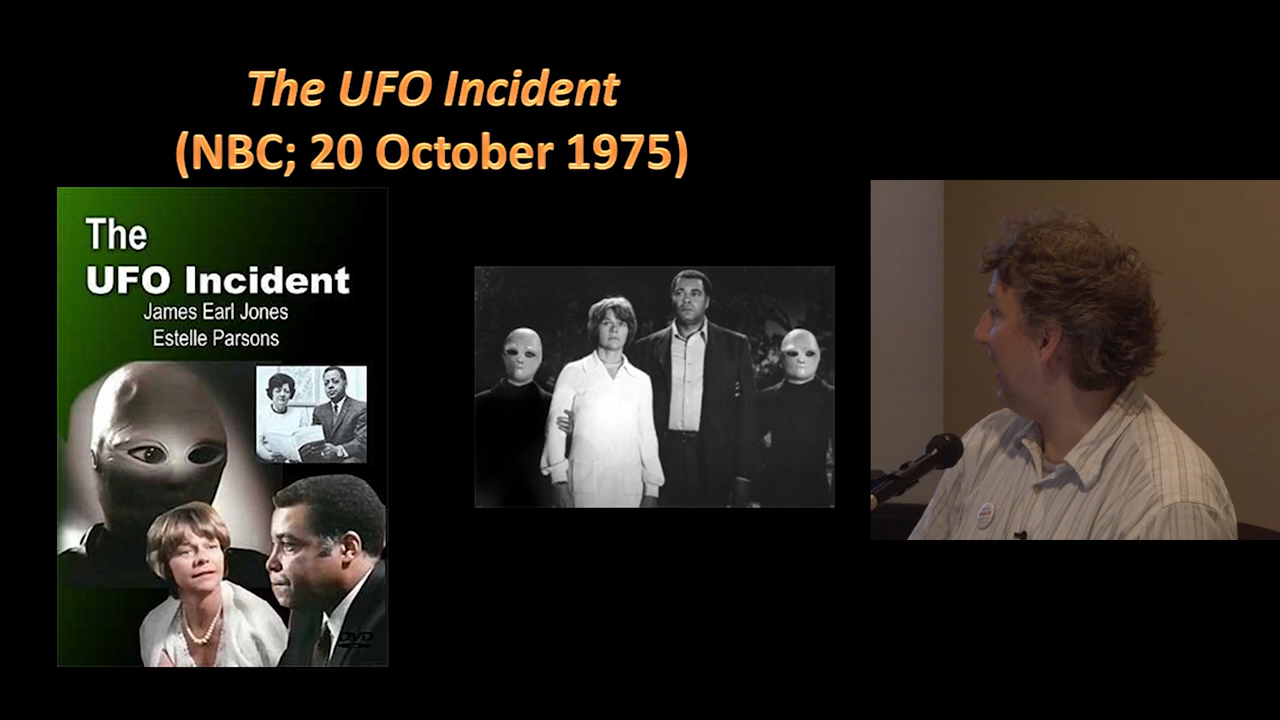 The UFO Incident
(NBC; 20 October 1975)
The
UFO Incident
James Earl Jones
Estelle Parsons
DVD